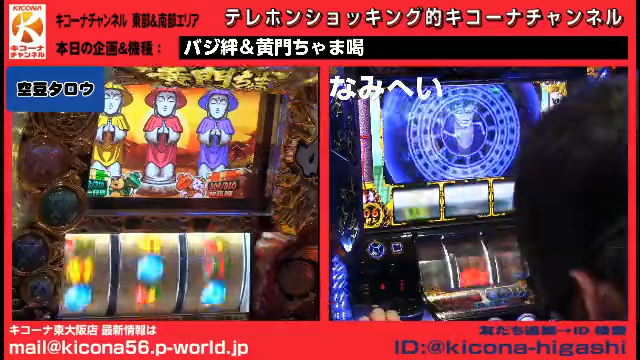 KICONA
キコーナ
チャンネル
キコーナチャンネル 東部&南部エリア
テレホンショッキング的キコーナチャンネル
本日の企画&機種：
バジ絆&黄門ちゃま喝
空豆タロウ
なみへい
キコーナ東大阪店 最新情報は
mail@kicona56.p-world.jp
友だち追加→ID 検索
ID:@kicona-higashi